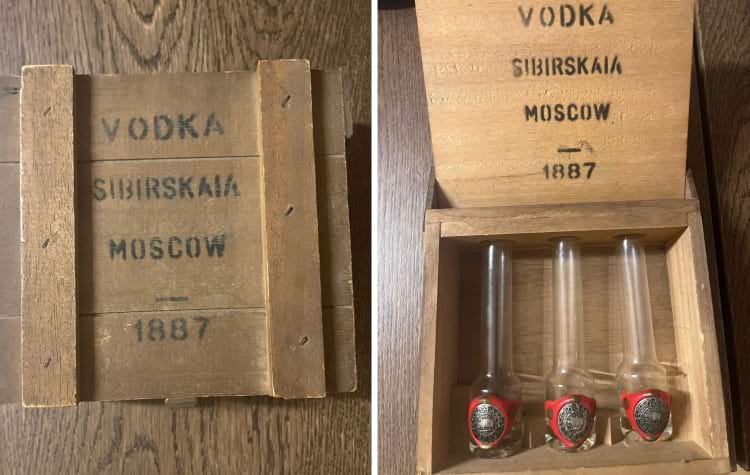 VODKA
SIBIRSKAIA
MOSCOW
1887
VODKA
SIBIRSKAIA
MOSCOW
1887